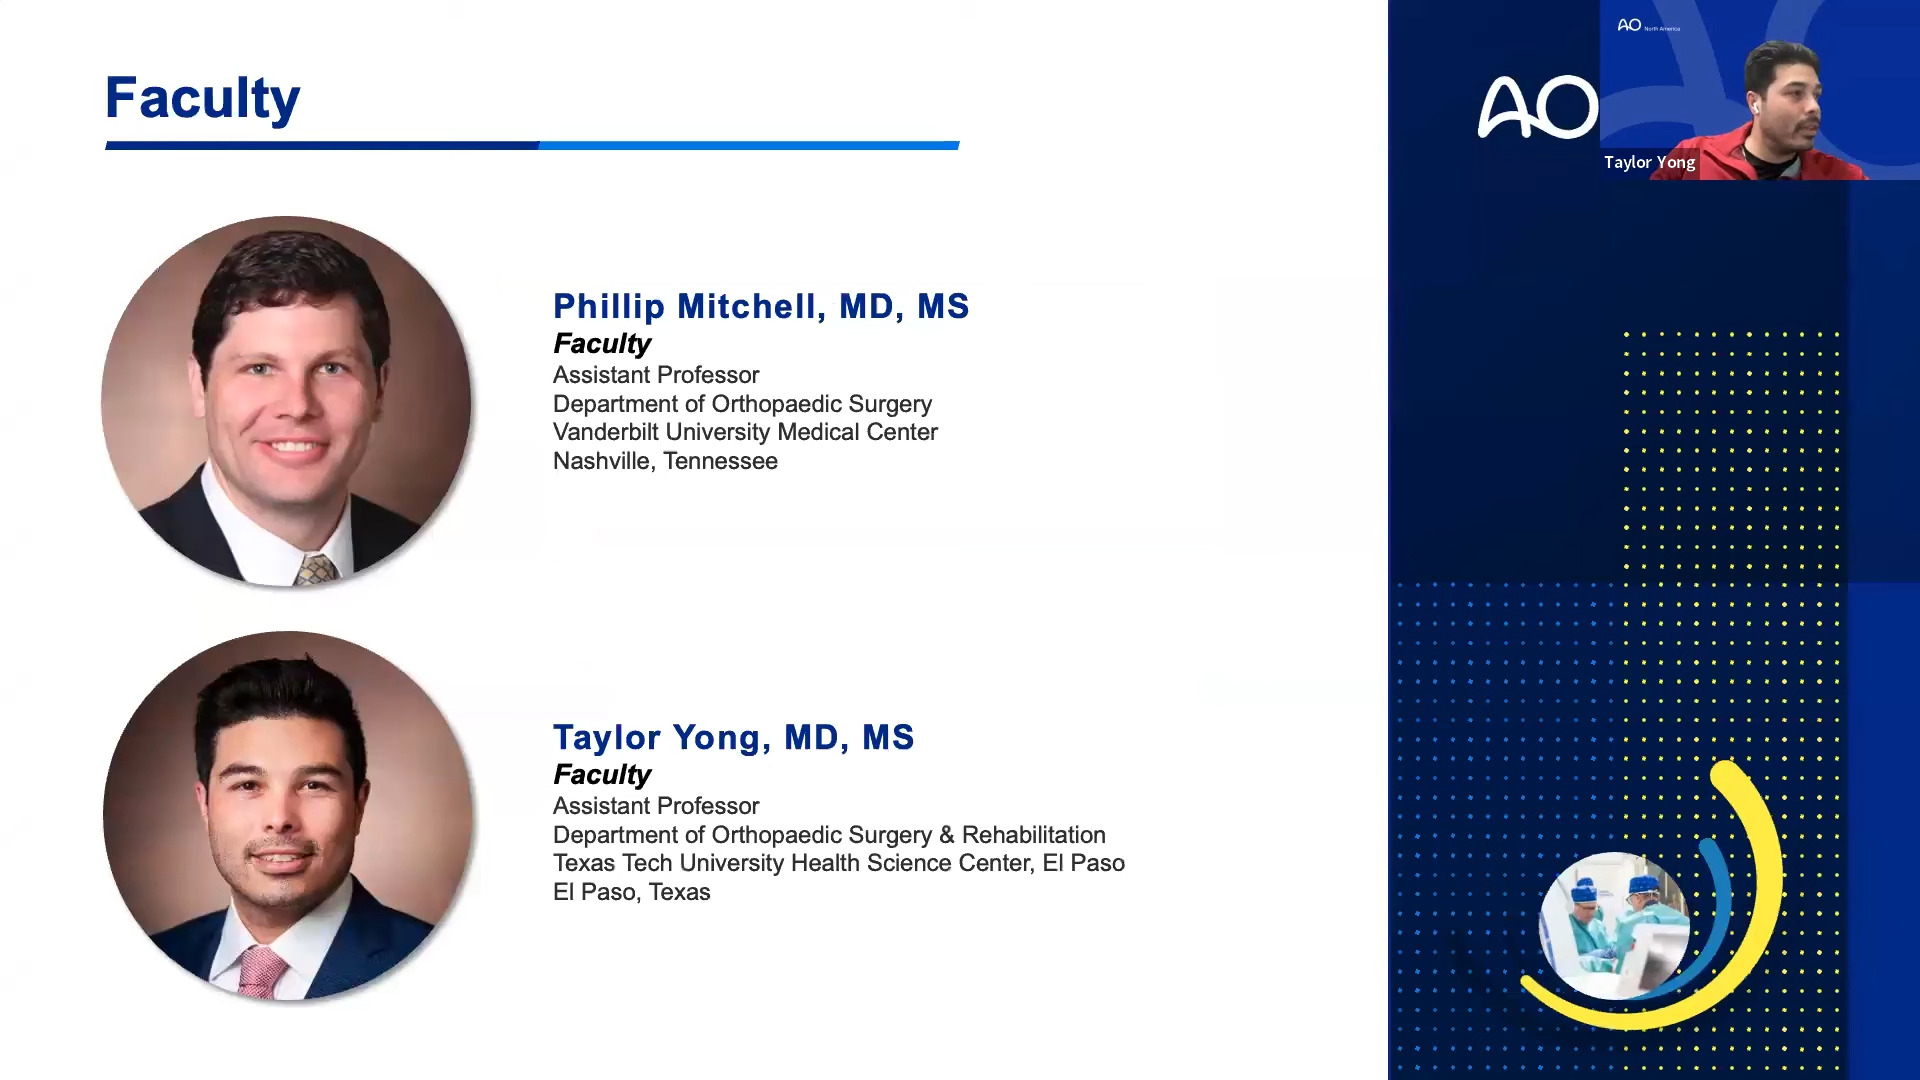 Faculty
Phillip Mitchell, MD, MS
Faculty
Assistant Professor
Department of Orthopaedic Surgery
Vanderbilt University Medical Center
Nashville, Tennessee
Taylor Yong, MD, MS
Faculty
Assistant Professor
Department of Orthopaedic Surgery & Rehabilitation
Texas Tech University Health Science Center, El Paso
El Paso, Texas
AO
AO North America
Taylor Yong